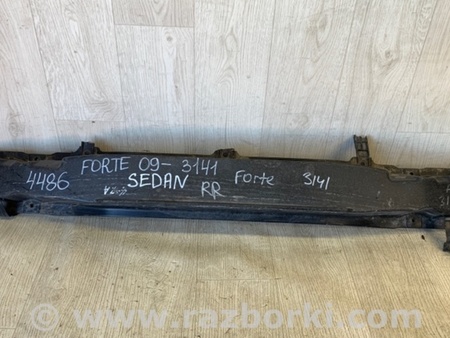 FORTE 09- 3141
4486 SEDAN RR Forte 3141
© www.razborki.com